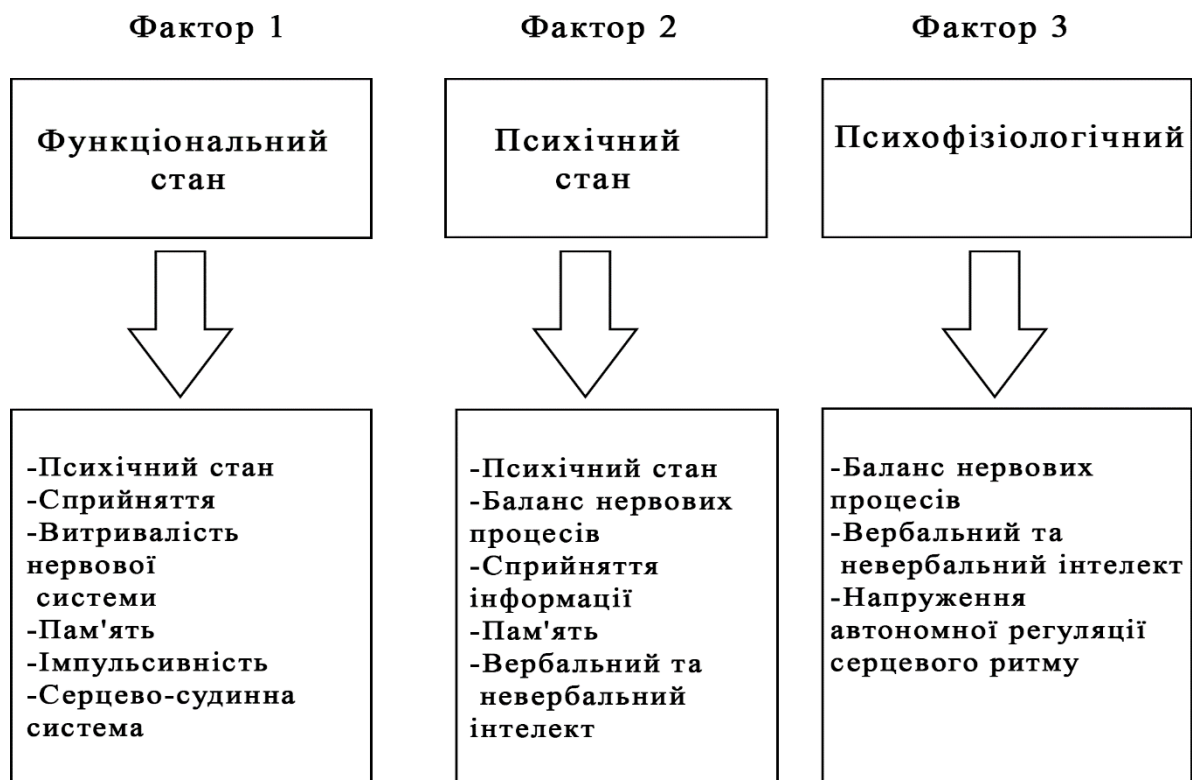 Фактор 1
Фактор 2
Фактор 3
Функціональний
стан
Психічний
стан
Психофізіологічний
-Психічний стан
-Сприйняття
-Витривалість
нервової
системи
-Пам'ять
-Імпульсивність
-Серцево-судинна
система
-Психічний стан
-Баланс нервових
процесів
-Сприйняття
інформації
-Пам'ять
-Вербальний та
невербальний
інтелект
-Баланс нервових
процесів
-Вербальний та
невербальний інтелект
-Напруження
автономної регуляції
серцевого ритму